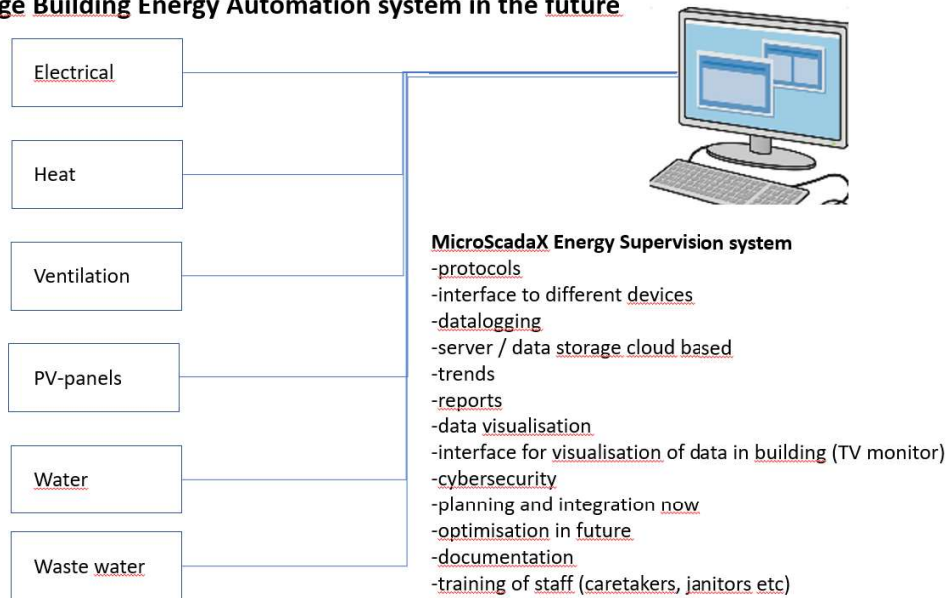 ge Building Energy Automation system in the future
Electrical
Heat
Ventilation
PV-panels
Water
Waste water
MicroScadaX Energy Supervision system
-protocols
-interface to different devices
-datalogging
-server / data storage cloud based
-trends
-reports
-data visualisation
-interface for visualisation of data in building (TV monitor)
-cybersecurity
-planning and integration now
-optimisation in future
-documentation
-training of staff (caretakers, janitors etc)